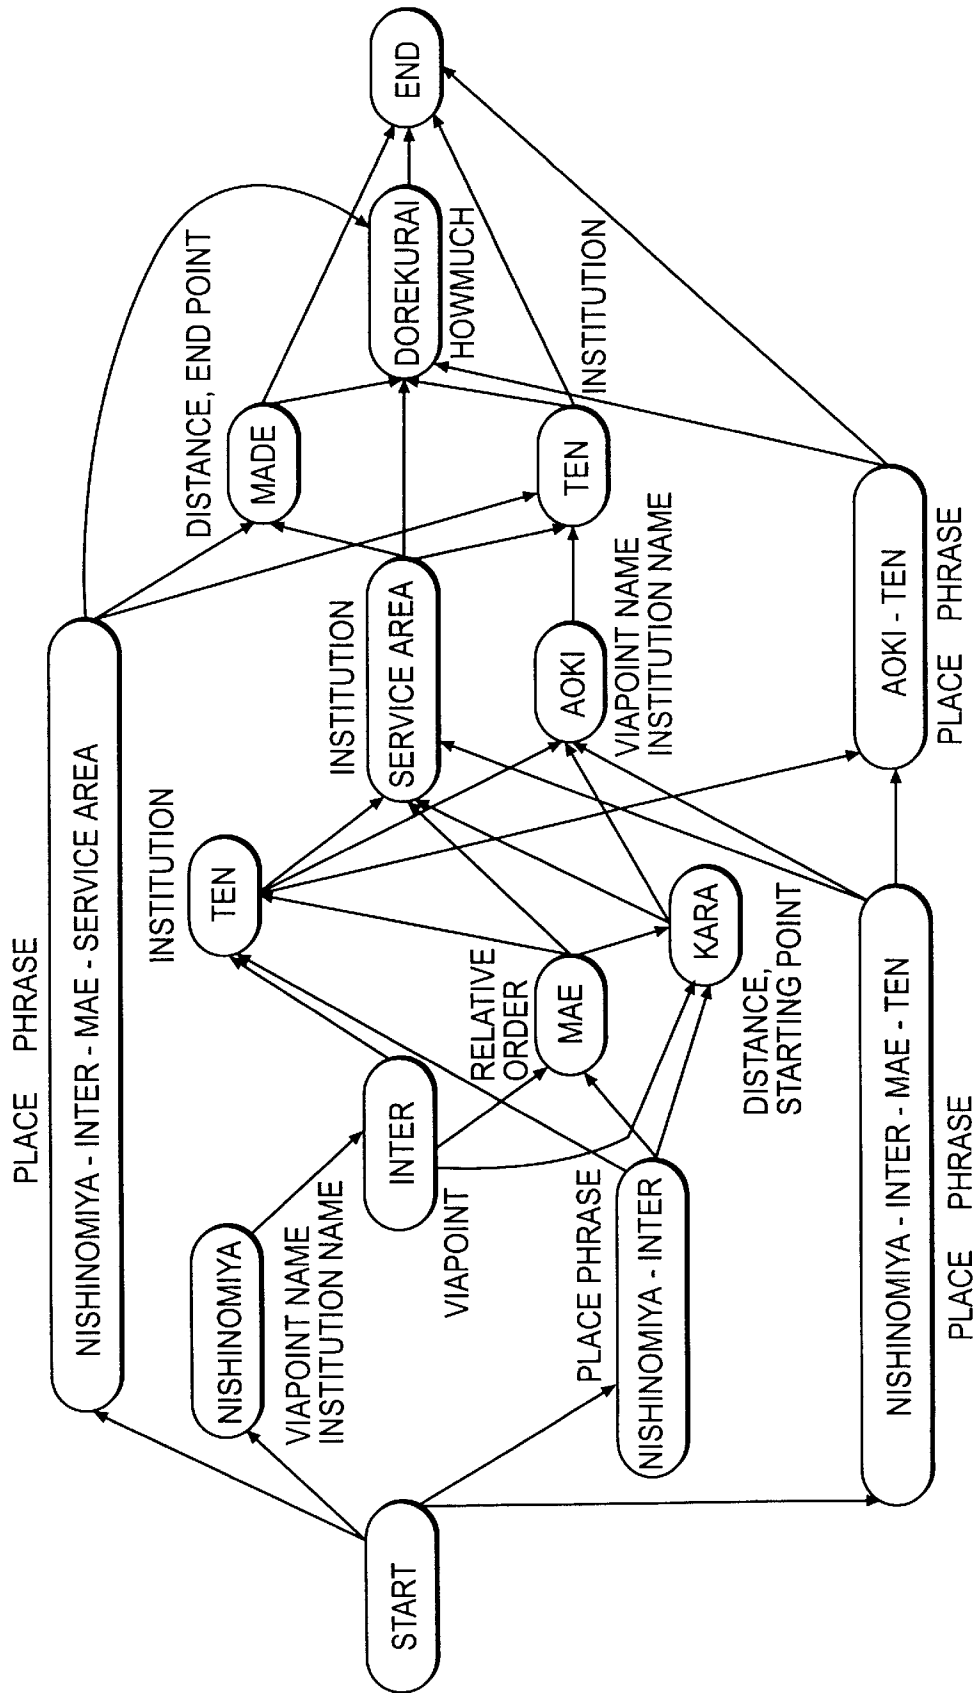 PLACE PHRASE
NISHINOMIYA - INTER - MAE - SERVICE AREA
NISHINOMIYA
VIAPOINT NAME
INSTITUTION NAME
TEN
INSTITUTION
MADE
DISTANCE, END POINT
START
INTER
VIAPOINT
SERVICE AREA
INSTITUTION
DOREKURAI
HOWMUCH
END
MAE
RELATIVE
ORDER
AOKI
VIAPOINT NAME
INSTITUTION NAME
TEN
INSTITUTION
PLACE PHRASE
NISHINOMIYA - INTER
KARA
DISTANCE,
STARTING POINT
NISHINOMIYA - INTER - MAE - TEN
PLACE PHRASE
AOKI - TEN
PLACE PHRASE